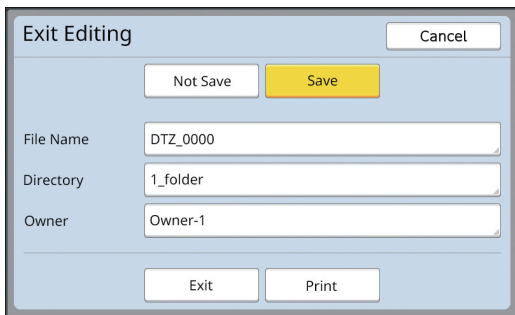 Exit Editing Cancel
Not Save Save
File Name DTZ_0000
Directory 1_folder
Owner Owner-1
Exit Print